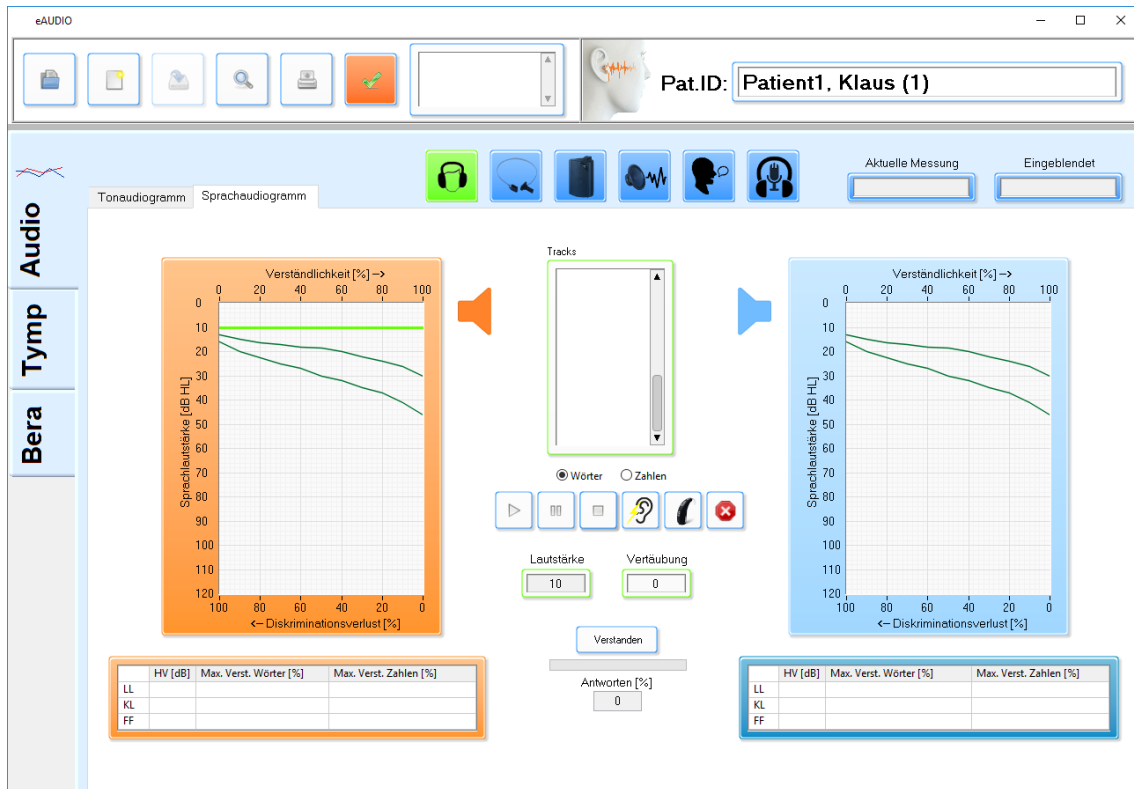 eAUDIO
Pat.ID: Patient1, Klaus (1)
Aktuelle Messung Eingeblendet
Tonaudiogramm Sprachaudiogramm
Audio
Tymp
Bera
Verständlichkeit [%] –>
0 20 40 60 80 100
Sprachlautstärke [dB HL]
0
10
20
30
40
50
60
70
80
90
100
110
120
100 80 60 40 20 0
<– Diskriminationsverlust [%]
HV [dB] Max. Verst. Wörter [%] Max. Verst. Zahlen [%]
LL
KL
FF
Tracks
Wörter Zahlen
Lautstärke Vertäubung
10 0
Verstanden
Antworten [%]
0
Verständlichkeit [%] –>
0 20 40 60 80 100
Sprachlautstärke [dB HL]
0
10
20
30
40
50
60
70
80
90
100
110
120
100 80 60 40 20 0
<– Diskriminationsverlust [%]
HV [dB] Max. Verst. Wörter [%] Max. Verst. Zahlen [%]
LL
KL
FF